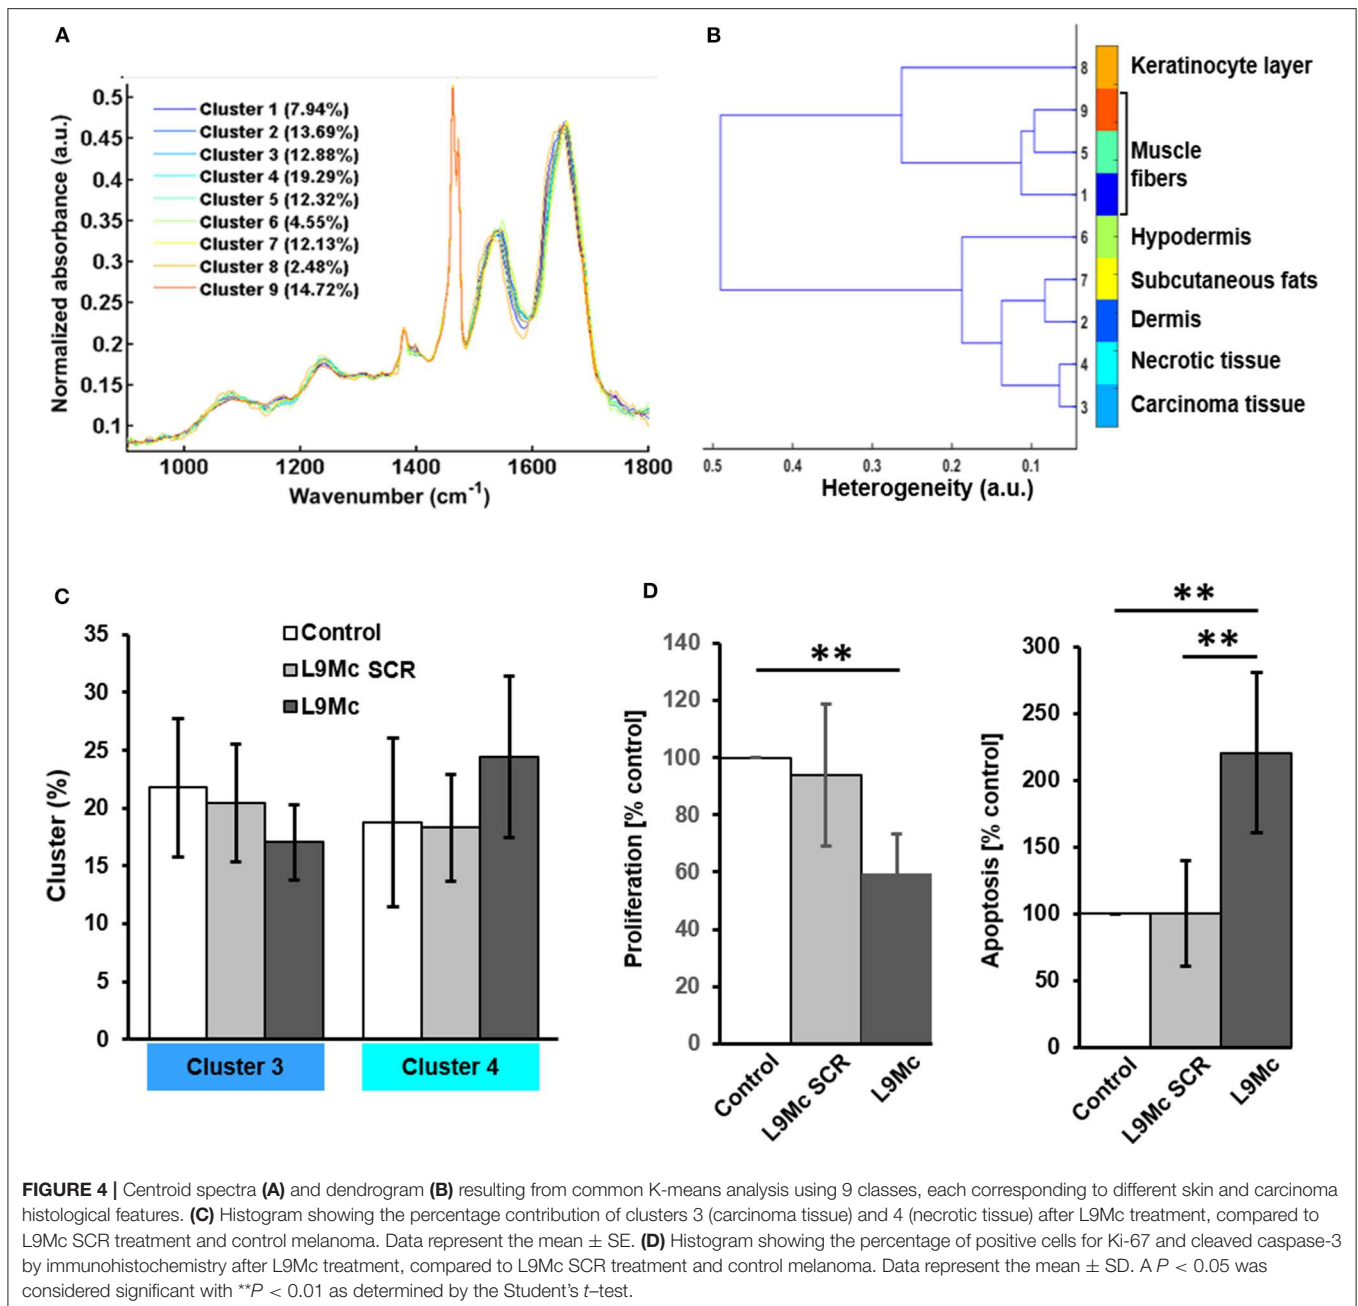 A
0.5
0.45
0.4
0.35
0.3
0.25
0.2
0.15
0.1
Normalized absorbance (a.u.)
Cluster 1 (7.94%)
Cluster 2 (13.69%)
Cluster 3 (12.88%)
Cluster 4 (19.29%)
Cluster 5 (12.32%)
Cluster 6 (4.55%)
Cluster 7 (12.13%)
Cluster 8 (2.48%)
Cluster 9 (14.72%)
1000 1200 1400 1600 1800
Wavenumber (cm-1)
B
8 Keratinocyte layer
9
5 Muscle
fibers
1
6 Hypodermis
7 Subcutaneous fats
2 Dermis
4 Necrotic tissue
3 Carcinoma tissue
0.5 0.4 0.3 0.2 0.1
Heterogeneity (a.u.)
C
35
30
25
20
15
10
5
0
Cluster (%)
Control
L9Mc SCR
L9Mc
Cluster 3 Cluster 4
D
140
120
100
80
60
40
20
0
Proliferation [% control]
**
Control L9Mc SCR L9Mc
300
250
200
150
100
50
0
Apoptosis [% control]
**
**
Control L9Mc SCR L9Mc
FIGURE 4 | Centroid spectra (A) and dendrogram (B) resulting from common K-means analysis using 9 classes, each corresponding to different skin and carcinoma
histological features. (C) Histogram showing the percentage contribution of clusters 3 (carcinoma tissue) and 4 (necrotic tissue) after L9Mc treatment, compared to
L9Mc SCR treatment and control melanoma. Data represent the mean ± SE. (D) Histogram showing the percentage of positive cells for Ki-67 and cleaved caspase-3
by immunohistochemistry after L9Mc treatment, compared to L9Mc SCR treatment and control melanoma. Data represent the mean ± SD. A P < 0.05 was
considered significant with **P < 0.01 as determined by the Student's t–test.